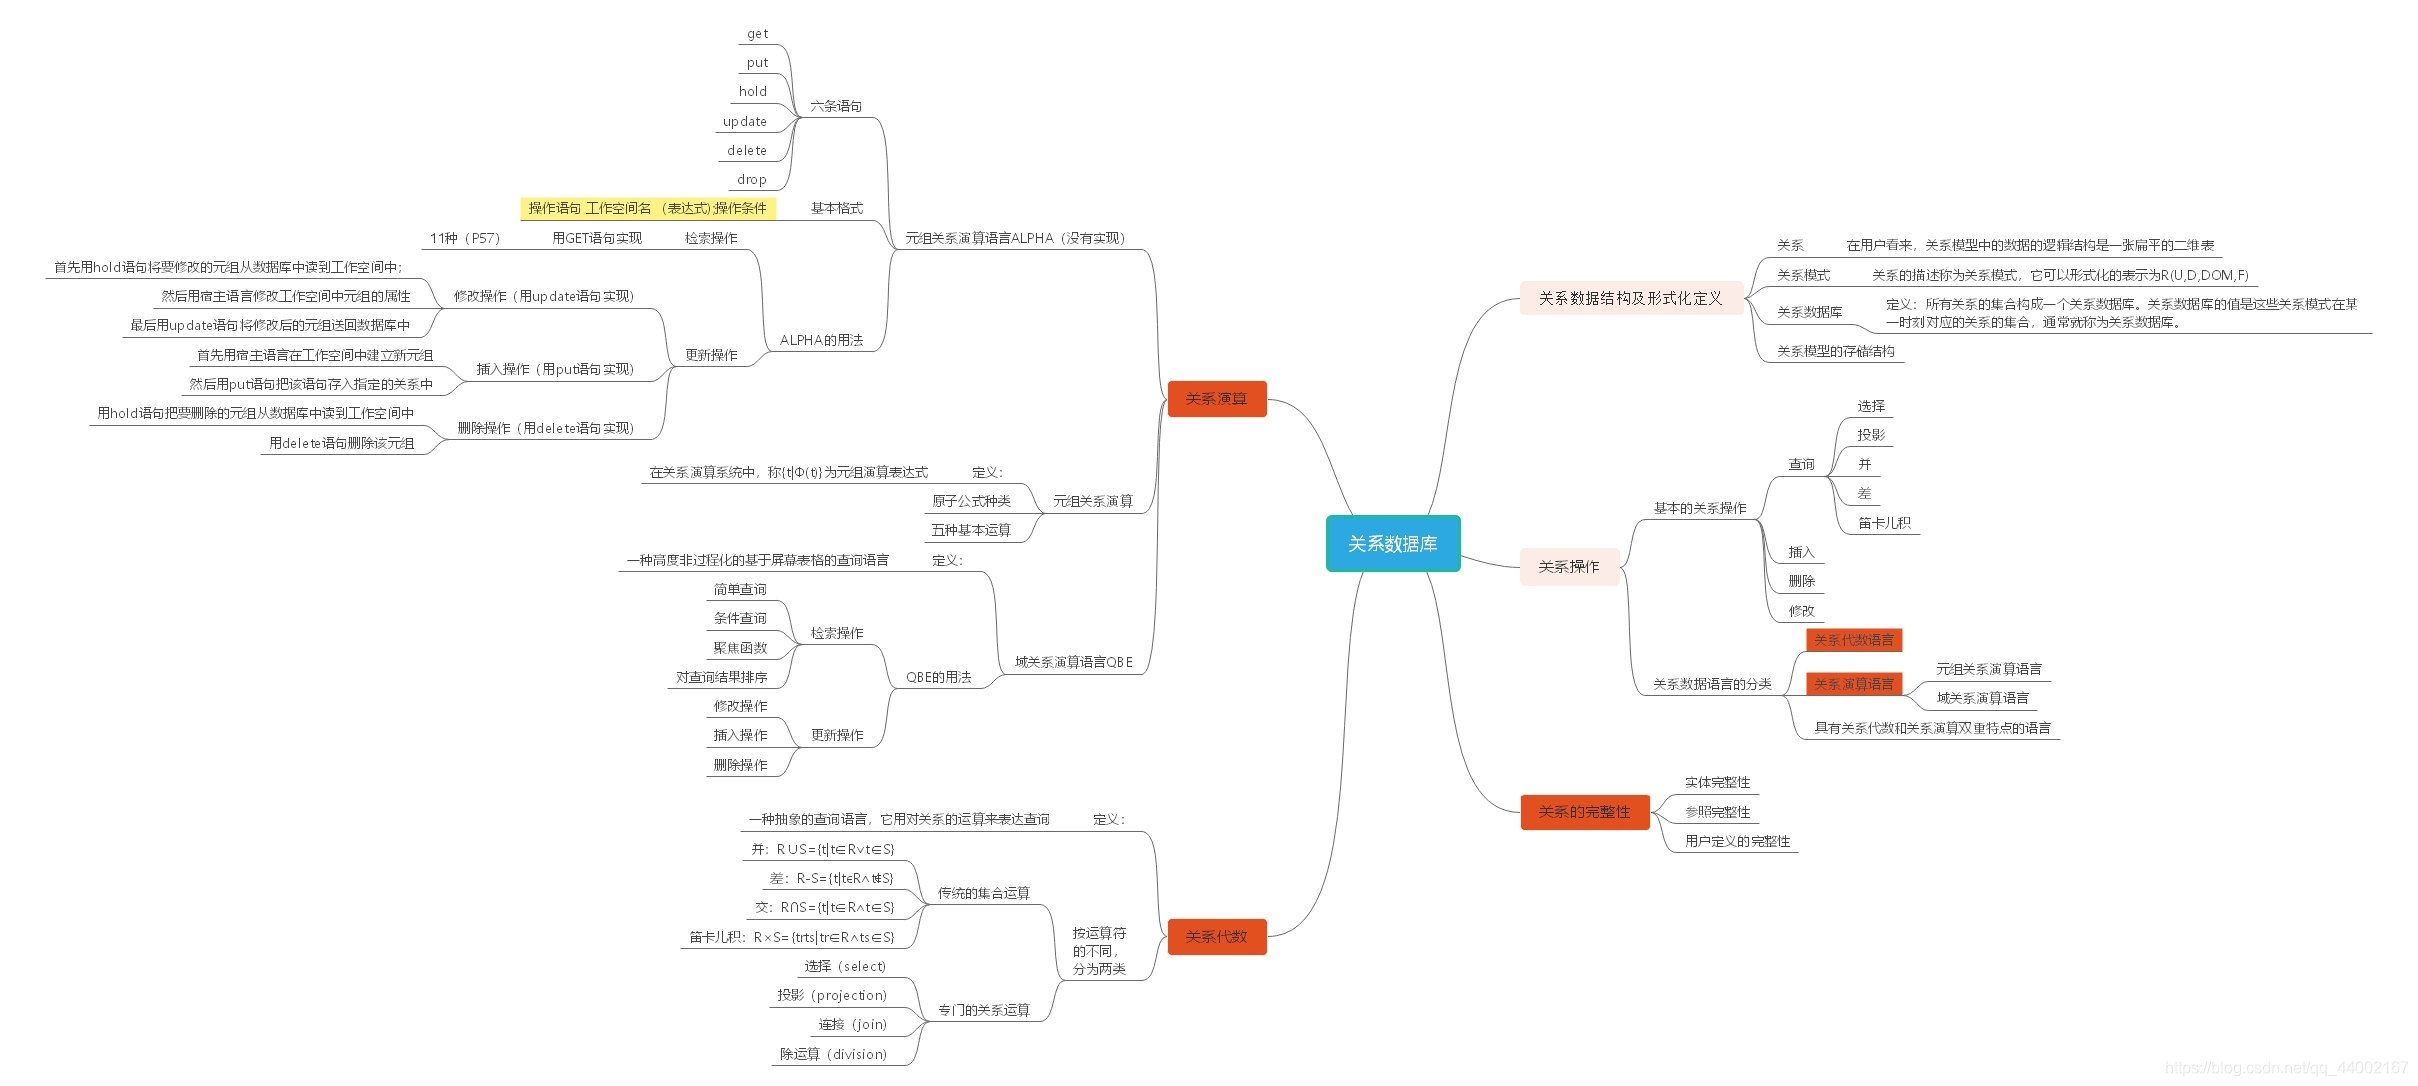 关系数据库
关系数据结构及形式化定义
关系
在用户看来，关系模型中的数据的逻辑结构是一张扁平的二维表
关系模式
关系的描述称为关系模式，它可以形式化的表示为R(U,D,DOM,F)
关系数据库
定义：所有关系的集合构成一个关系数据库。关系数据库的值是这些关系模式在某
一时刻对应的关系的集合，通常就称为关系数据库。
关系模型的存储结构
关系操作
基本的关系操作
查询
选择
投影
并
差
笛卡儿积
插入
删除
修改
关系数据语言的分类
关系代数语言
关系演算语言
元组关系演算语言
域关系演算语言
具有关系代数和关系演算双重特点的语言
关系的完整性
实体完整性
参照完整性
用户定义的完整性
关系演算
元组关系演算语言ALPHA（没有实现）
六条语句
get
put
hold
update
delete
drop
基本格式
操作语句 工作空间名 （表达式);操作条件
ALPHA的用法
检索操作
用GET语句实现
11种（P57）
更新操作
修改操作（用update语句实现）
首先用hold语句将要修改的元组从数据库中读到工作空间中；
然后用宿主语言修改工作空间中元组的属性
最后用update语句将修改后的元组送回数据库中
插入操作（用put语句实现）
首先用宿主语言在工作空间中建立新元组
然后用put语句把该语句存入指定的关系中
删除操作（用delete语句实现）
用hold语句把要删除的元组从数据库中读到工作空间中
用delete语句删除该元组
元组关系演算
定义：
在关系演算系统中，称{t|Φ(t)}为元组演算表达式
原子公式种类
五种基本运算
域关系演算语言QBE
定义：
一种高度非过程化的基于屏幕表格的查询语言
QBE的用法
检索操作
简单查询
条件查询
聚焦函数
对查询结果排序
更新操作
修改操作
插入操作
删除操作
关系代数
定义：
一种抽象的查询语言，它用对关系的运算来表达查询
按运算符
的不同，
分为两类
传统的集合运算
并：R∪S={t|t∈R∨t∈S}
差：R-S={t|t∈R∧t∉S}
交：R∩S={t|t∈R∧t∈S}
笛卡儿积：R×S={trts|tr∈R∧ts∈S}
专门的关系运算
选择（select）
投影（projection）
连接（join）
除运算（division）
https://blog.csdn.net/qq_44002167